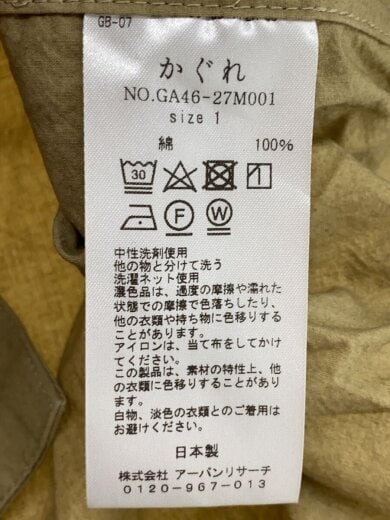 GB-07
かぐれ
NO.GA46-27M001
size 1
綿 100%
30
F W
中性洗剤使用
他の物と分けて洗う
洗濯ネット使用
濃色品は、過度の摩擦や濡れた
状態での摩擦で色落ちしたり、
他の衣類や持ち物に色移りする
ことがあります。
アイロンは、当て布をしてかけ
てください。
この製品は、素材の特性上、他
の衣類に色移りすることがあり
ます。
白物、淡色の衣類とのご着用は
お避けください。
日本製
株式会社 アーバンリサーチ
0120-967-013